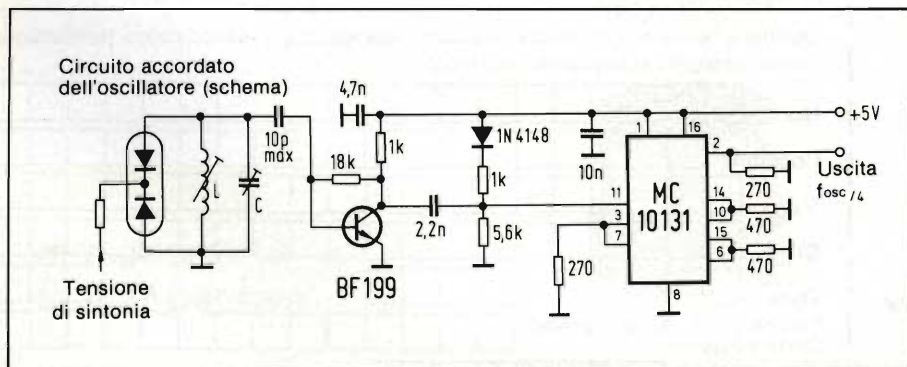 Circuito accordato
dell'oscillatore (schema)
4,7n
+5V
10p
max
1k
1N 4148
10n
1
16
2
Uscita
fosc/4
18k
L
C
1k
11
MC
10131
270
14
10
470
2,2n
3
7
5,6k
15
6
470
BF199
270
8
Tensione
di sintonia